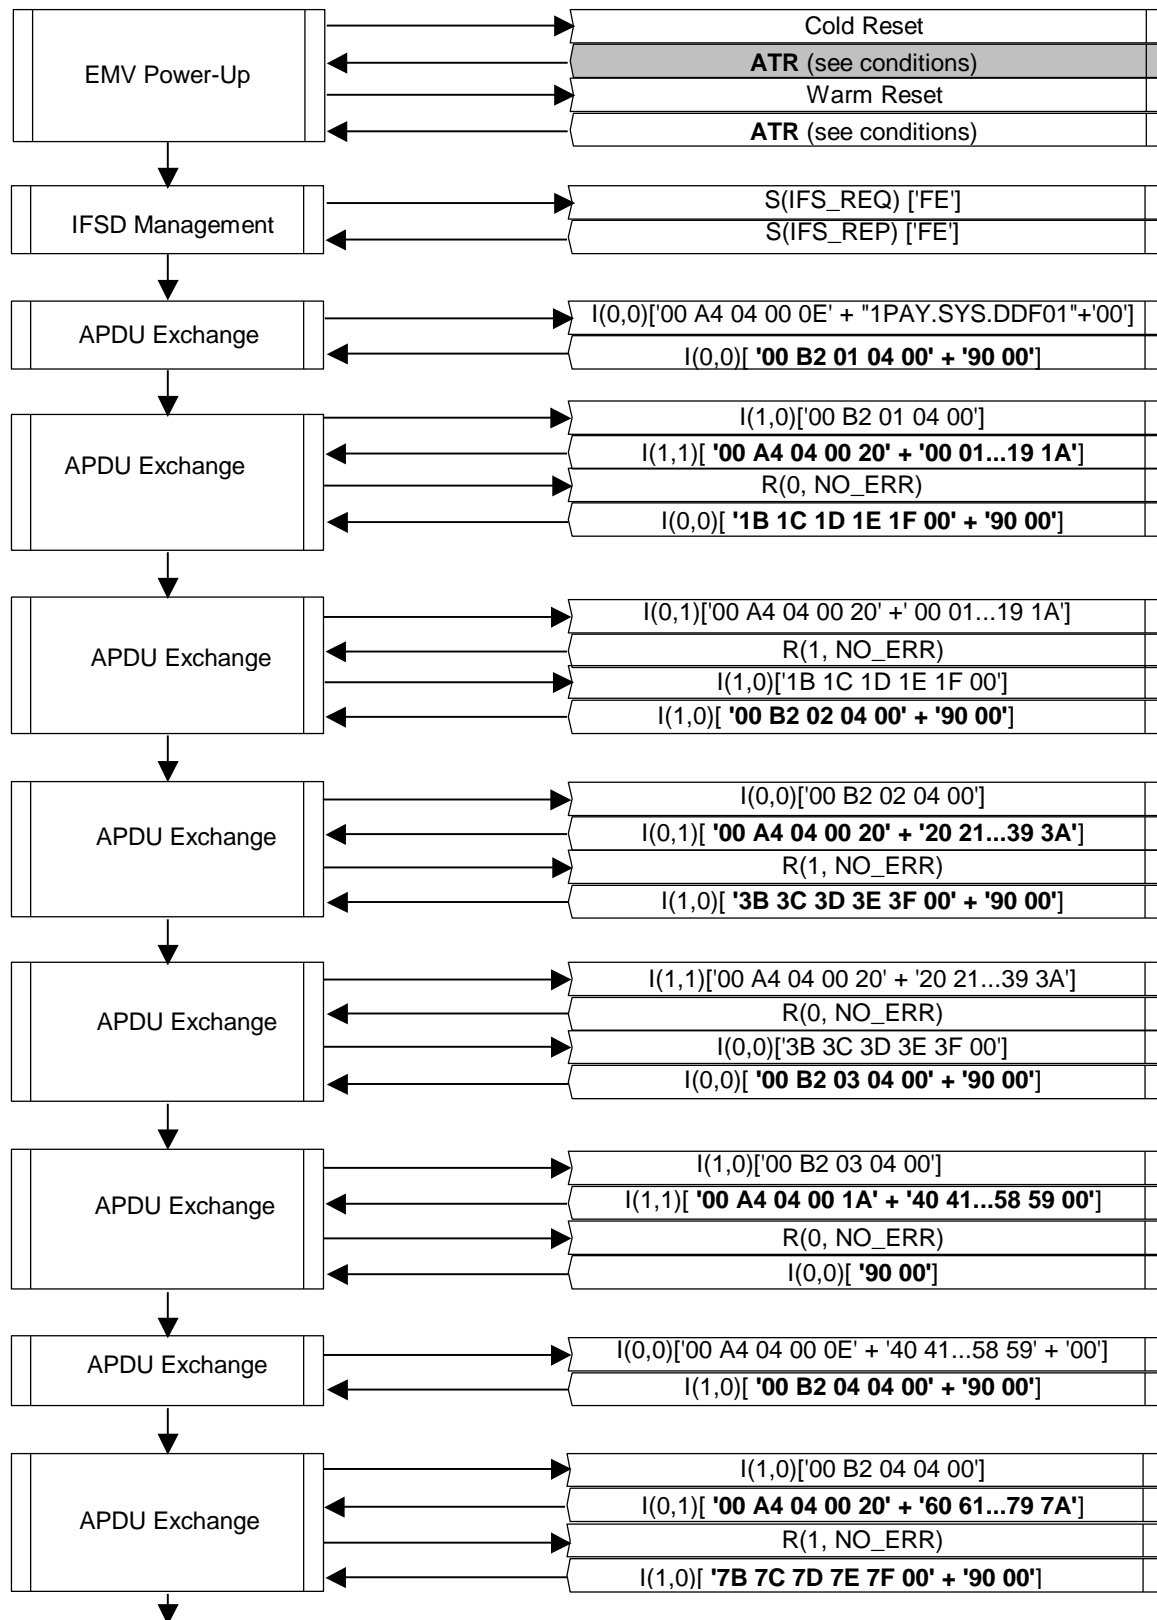 EMV Power-Up
Cold Reset
ATR (see conditions)
Warm Reset
ATR (see conditions)
IFSD Management
S(IFS_REQ) ['FE']
S(IFS_REP) ['FE']
APDU Exchange
I(0,0)['00 A4 04 00 0E' + "1PAY.SYS.DDF01"+'00']
I(0,0)[ '00 B2 01 04 00' + '90 00']
APDU Exchange
I(1,0)['00 B2 01 04 00']
I(1,1)[ '00 A4 04 00 20' + '00 01...19 1A']
R(0, NO_ERR)
I(0,0)[ '1B 1C 1D 1E 1F 00' + '90 00']
APDU Exchange
I(0,1)['00 A4 04 00 20' +' 00 01...19 1A']
R(1, NO_ERR)
I(1,0)['1B 1C 1D 1E 1F 00']
I(1,0)[ '00 B2 02 04 00' + '90 00']
APDU Exchange
I(0,0)['00 B2 02 04 00']
I(0,1)[ '00 A4 04 00 20' + '20 21...39 3A']
R(1, NO_ERR)
I(1,0)[ '3B 3C 3D 3E 3F 00' + '90 00']
APDU Exchange
I(1,1)['00 A4 04 00 20' + '20 21...39 3A']
R(0, NO_ERR)
I(0,0)['3B 3C 3D 3E 3F 00']
I(0,0)[ '00 B2 03 04 00' + '90 00']
APDU Exchange
I(1,0)['00 B2 03 04 00']
I(1,1)[ '00 A4 04 00 1A' + '40 41...58 59 00']
R(0, NO_ERR)
I(0,0)[ '90 00']
APDU Exchange
I(0,0)['00 A4 04 00 0E' + '40 41...58 59' + '00']
I(1,0)[ '00 B2 04 04 00' + '90 00']
APDU Exchange
I(1,0)['00 B2 04 04 00']
I(0,1)[ '00 A4 04 00 20' + '60 61...79 7A']
R(1, NO_ERR)
I(1,0)[ '7B 7C 7D 7E 7F 00' + '90 00']